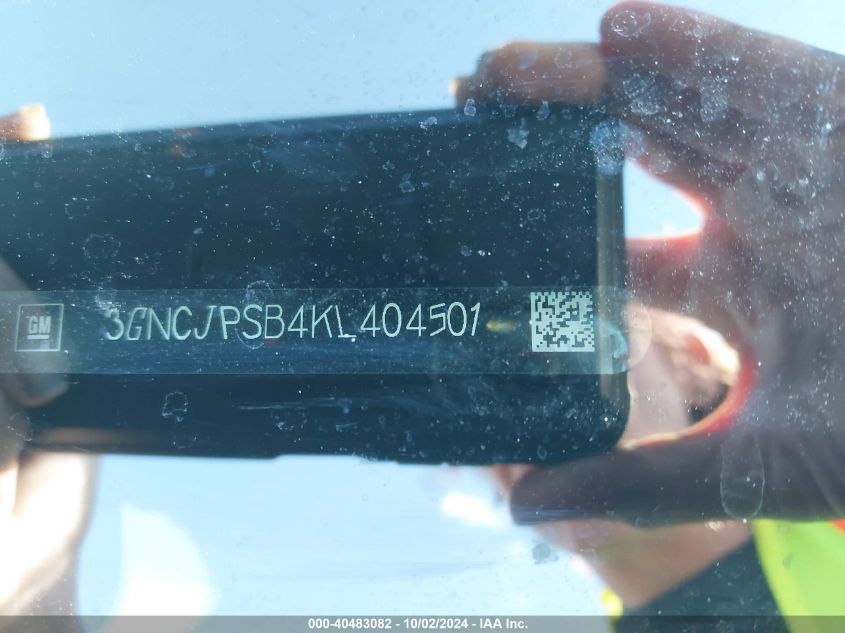 GM 3GNCJPSB4KL404501
000-40483082 - 10/02/2024 - IAA Inc.